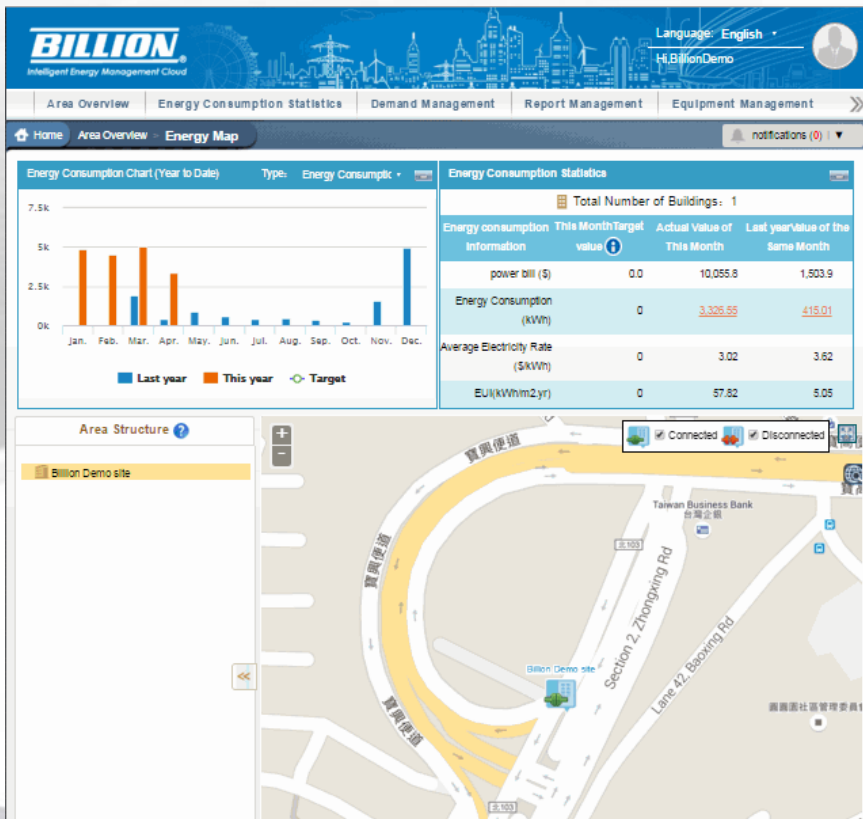 BILLION
Intelligent Energy Management Cloud
Language: English
Hi,BillionDemo
Area Overview
Energy Consumption Statistics
Demand Management
Report Management
Equipment Management
Home
Area Overview
Energy Map
notifications (0)
Energy Consumption Chart (Year to Date)
Type: Energy Consumptic
7.5k
5k
2.5k
0k
Jan. Feb. Mar. Apr. May. Jun. Jul. Aug. Sep. Oct. Nov. Dec.
Last year This year Target
Energy Consumption Statistics
Total Number of Buildings: 1
Energy consumption Information
This MonthTarget value
Actual Value of This Month
Last yearValue of the Same Month
power bill ($) 0.0 10,055.8 1,503.9
Energy Consumption (kWh) 0 3,326.55 415.01
Average Electricity Rate ($/kWh) 0 3.02 3.62
EUI(kWh/m2.yr) 0 57.82 5.05
Area Structure
Billion Demo site
Connected Disconnected
寶興便道
Taiwan Business Bank
台灣企銀
北103
寶興便道
Section 2, Zhongxing Rd
Billion Demo site
Lane 42, Baoxing Rd
寶興便道
北103